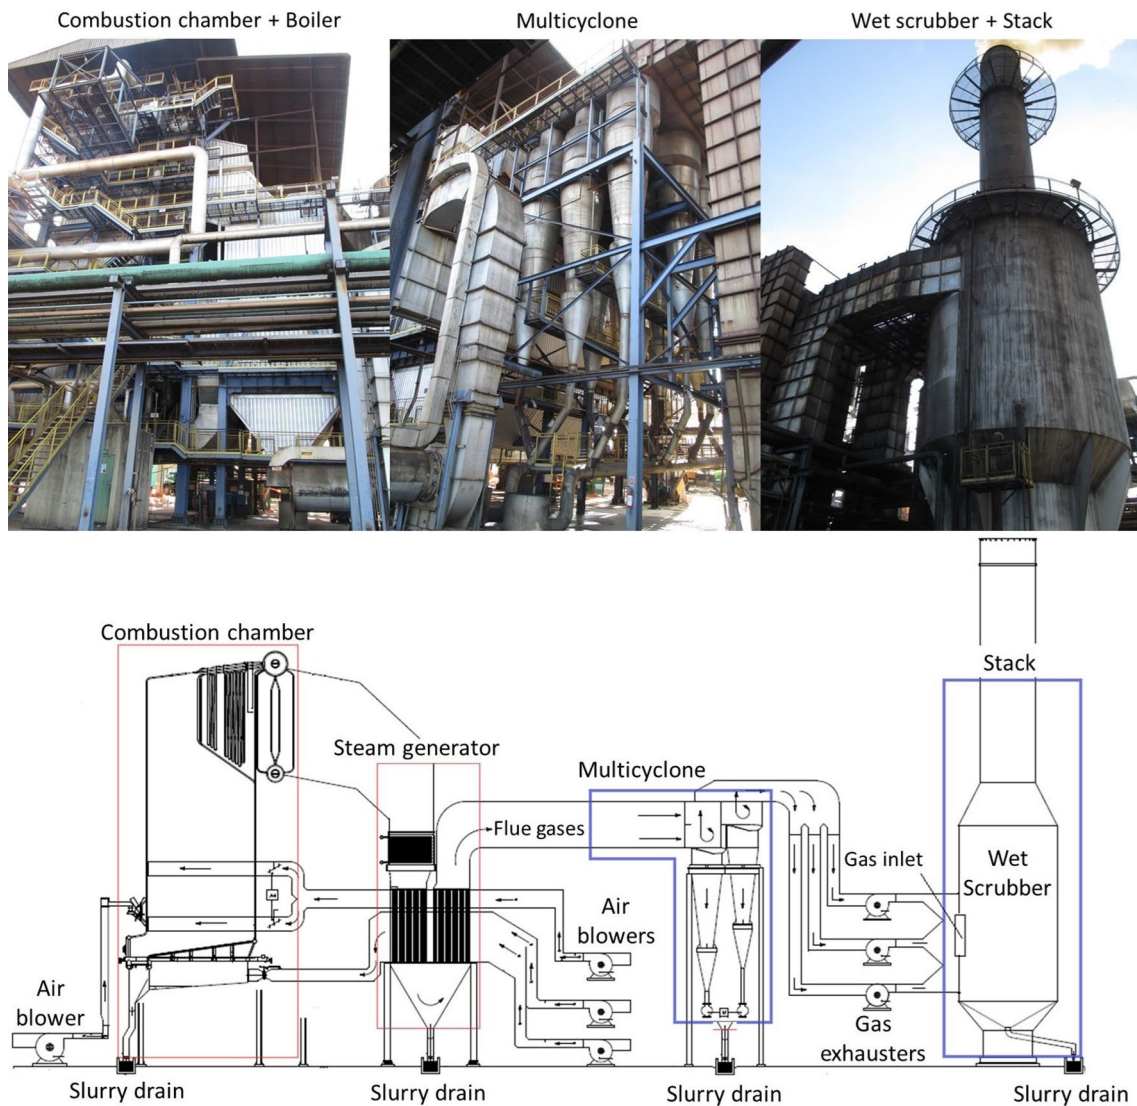 Combustion chamber + Boiler
Multicyclone
Wet scrubber + Stack
Combustion chamber
Stack
Steam generator
Multicyclone
Flue gases
Gas inlet
Wet
Scrubber
Air
blowers
Air
blower
Gas
exhausters
Slurry drain
Slurry drain
Slurry drain
Slurry drain